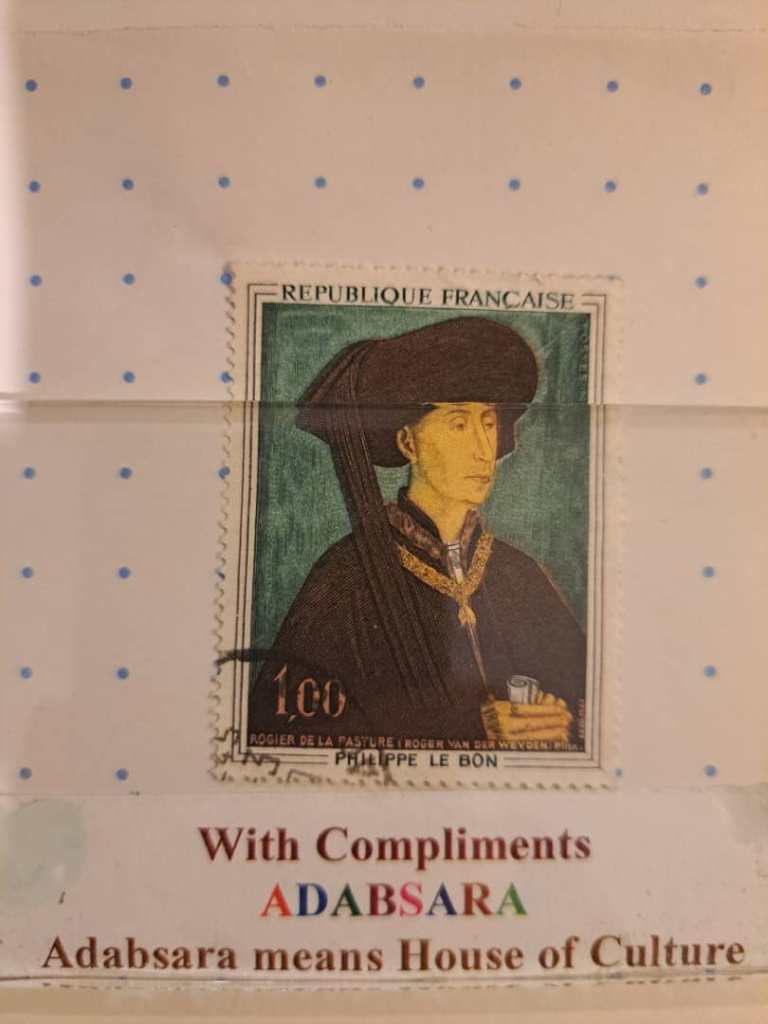 REPUBLIQUE FRANÇAISE
1,00
ROGIER DE LA PASTURE (ROGER VAN DER WEYDEN)
PHILIPPE LE BON
With Compliments
ADABSARA
Adabsara means House of Culture